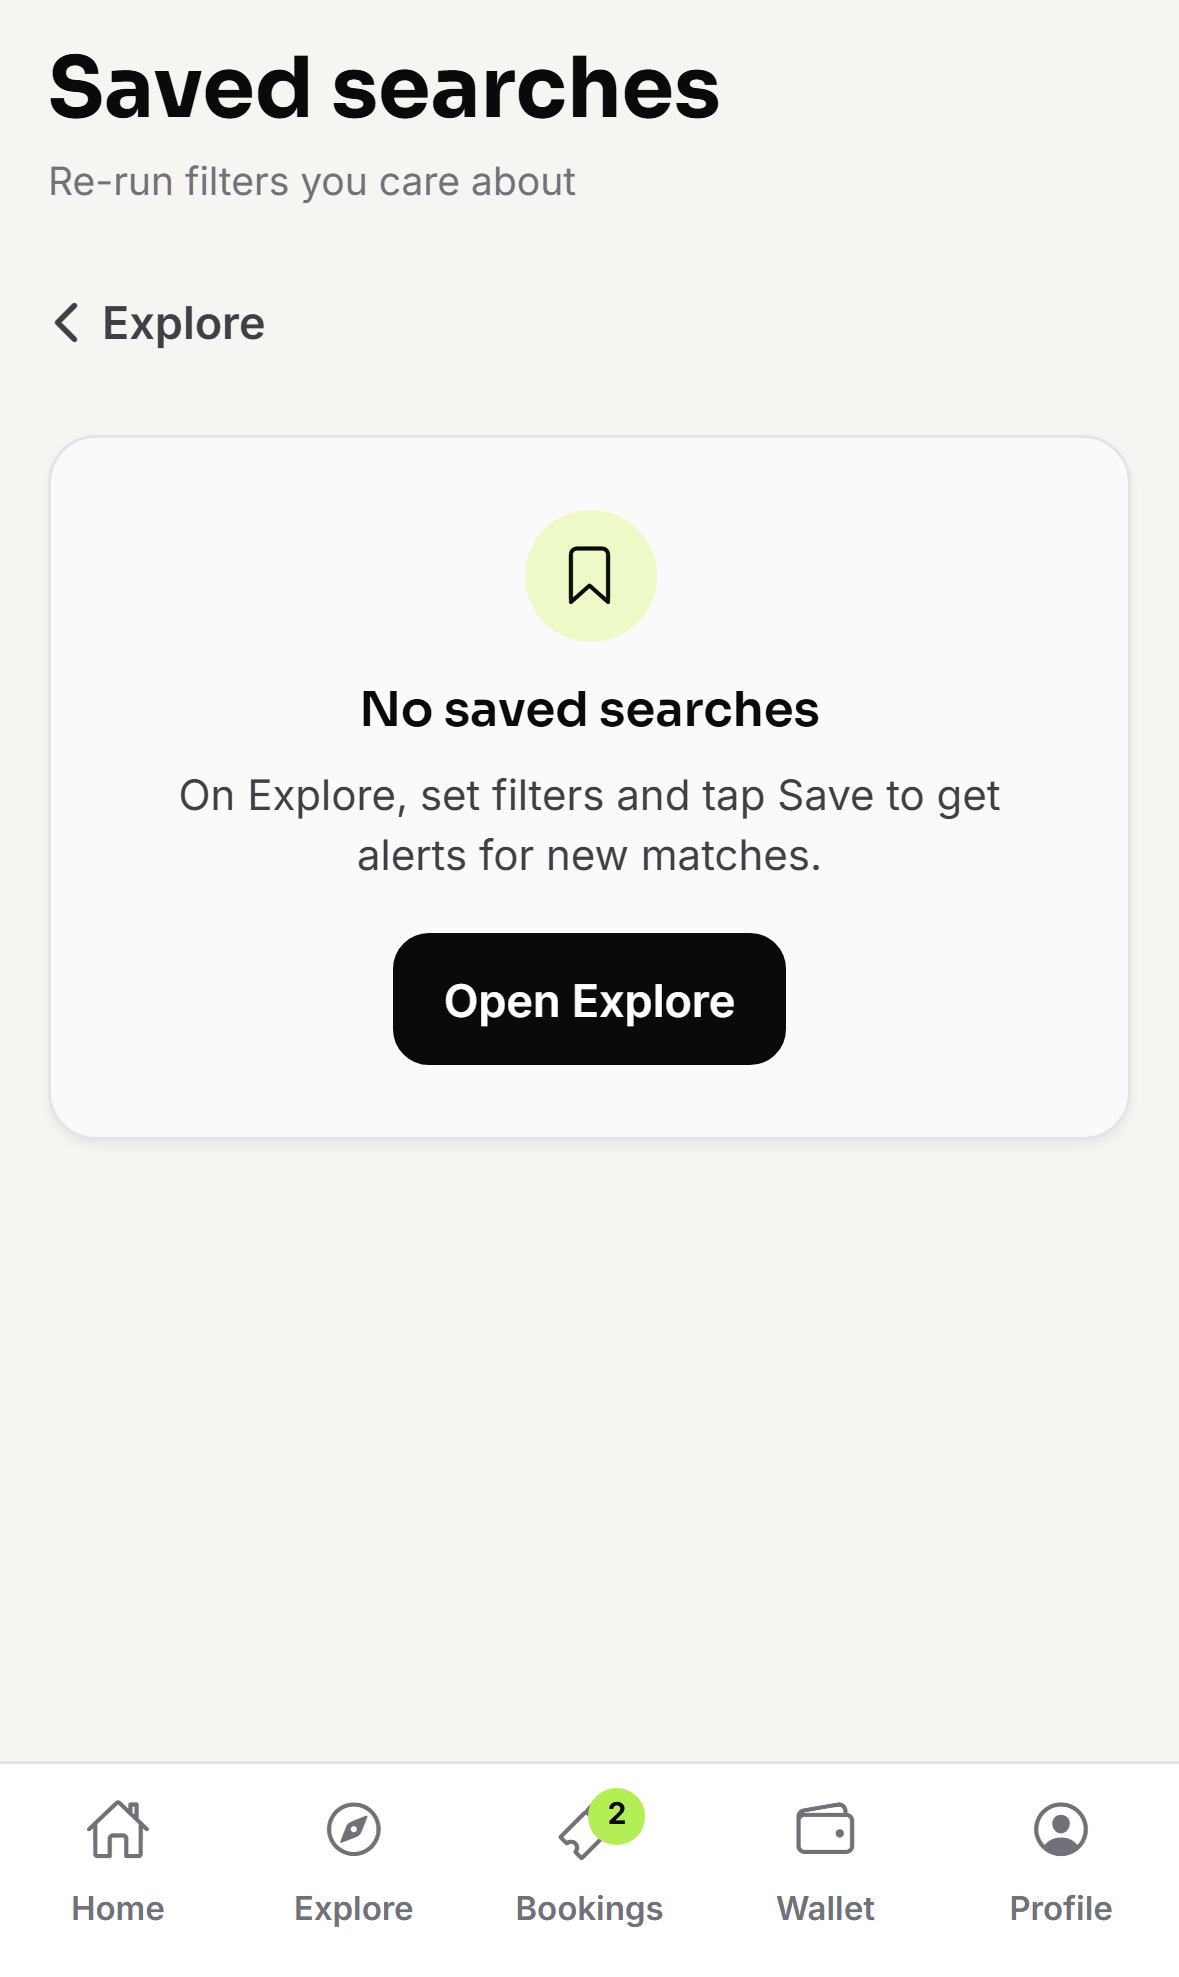 Saved searches
Re-run filters you care about
Explore
No saved searches
On Explore, set filters and tap Save to get
alerts for new matches.
Open Explore
2
Home
Explore
Bookings
Wallet
Profile